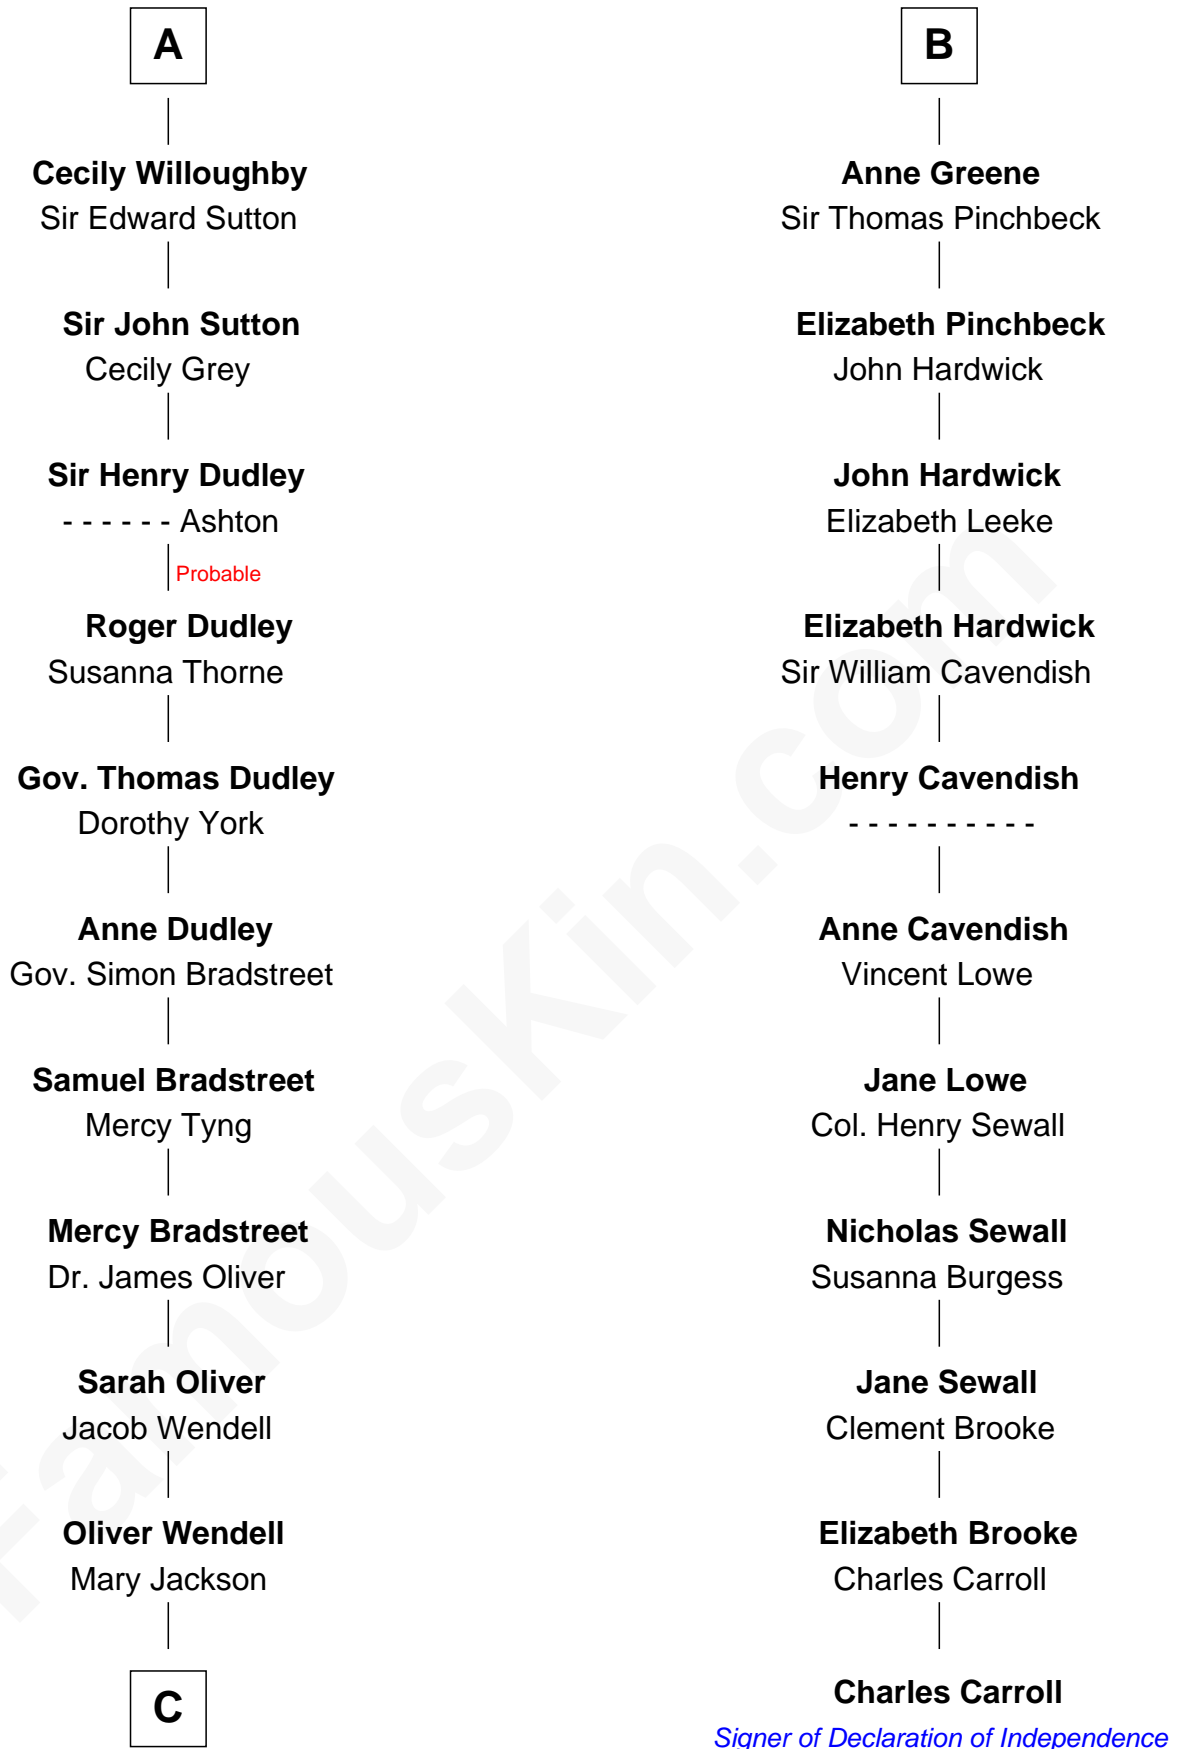 A
Cecily Willoughby
Sir Edward Sutton
Sir John Sutton
Cecily Grey
Sir Henry Dudley
- - - - - - Ashton
Probable
Roger Dudley
Susanna Thorne
Gov. Thomas Dudley
Dorothy York
Anne Dudley
Gov. Simon Bradstreet
Samuel Bradstreet
Mercy Tyng
Mercy Bradstreet
Dr. James Oliver
Sarah Oliver
Jacob Wendell
Oliver Wendell
Mary Jackson
C
B
Anne Greene
Sir Thomas Pinchbeck
Elizabeth Pinchbeck
John Hardwick
John Hardwick
Elizabeth Leeke
Elizabeth Hardwick
Sir William Cavendish
Henry Cavendish
- - - - - - - - - -
Anne Cavendish
Vincent Lowe
Jane Lowe
Col. Henry Sewall
Nicholas Sewall
Susanna Burgess
Jane Sewall
Clement Brooke
Elizabeth Brooke
Charles Carroll
Charles Carroll
Signer of Declaration of Independence
FamousKin.com